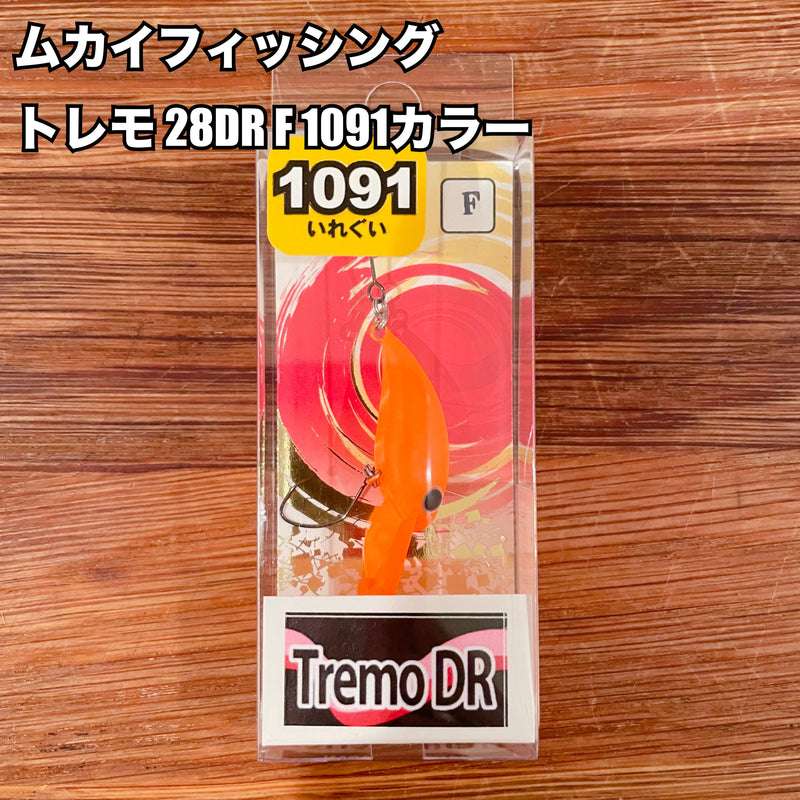 ムカイフィッシング
トレモ 28DR F 1091カラー
1091
いれぐい
F
Tremo DR